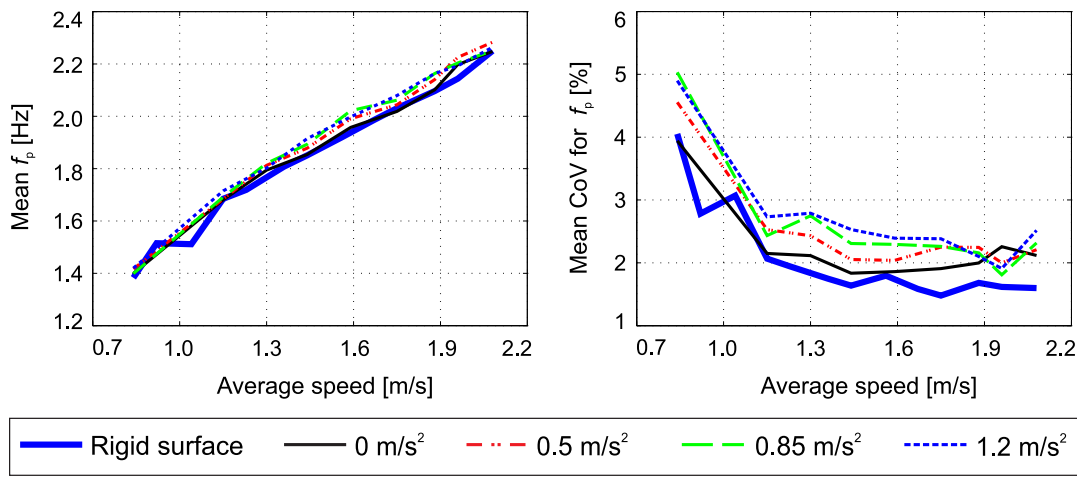 2.4
2.2
2.0
1.8
1.6
1.4
1.2
Mean fp [Hz]
0.7 1.0 1.3 1.6 1.9 2.2
Average speed [m/s]
6
5
4
3
2
1
Mean CoV for fp [%]
0.7 1.0 1.3 1.6 1.9 2.2
Average speed [m/s]
Rigid surface 0 m/s² 0.5 m/s² 0.85 m/s² 1.2 m/s²